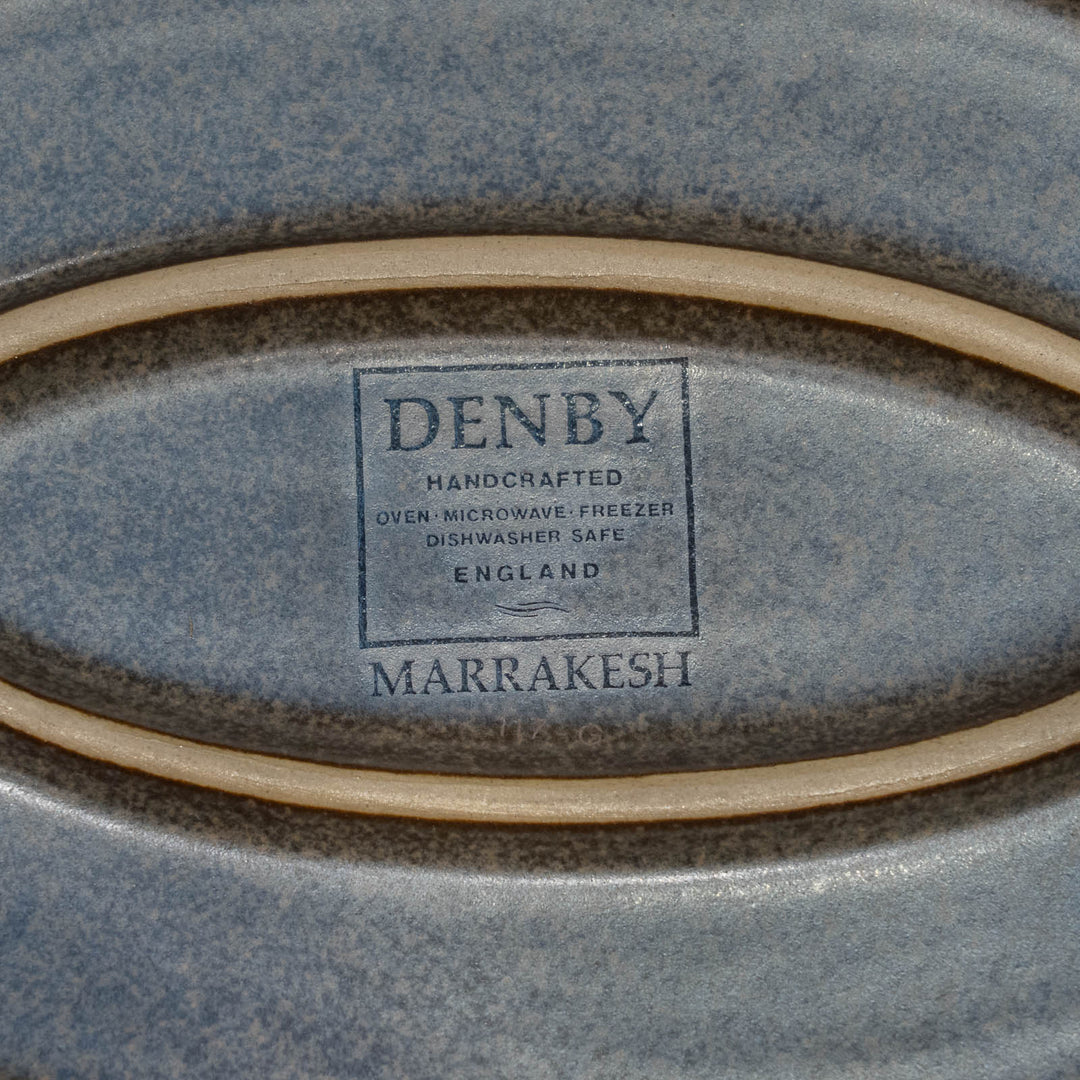 DENBY
HANDCRAFTED
OVEN · MICROWAVE · FREEZER
DISHWASHER SAFE
ENGLAND
MARRAKESH